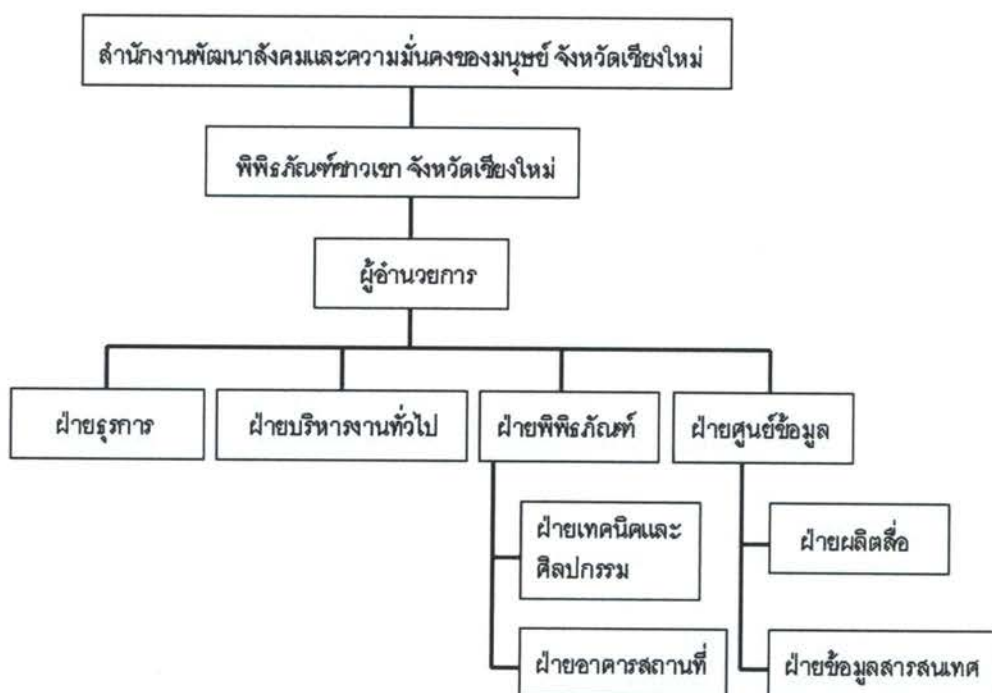 สำนักงานพัฒนาสังคมและความมั่นคงของมนุษย์ จังหวัดเชียงใหม่
พิพิธภัณฑ์ชาวเขา จังหวัดเชียงใหม่
ผู้อำนวยการ
ฝ่ายธุรการ
ฝ่ายบริหารงานทั่วไป
ฝ่ายพิพิธภัณฑ์
ฝ่ายศูนย์ข้อมูล
ฝ่ายเทคนิคและ
ศิลปกรรม
ฝ่ายผลิตสื่อ
ฝ่ายอาคารสถานที่
ฝ่ายข้อมูลสารสนเทศ